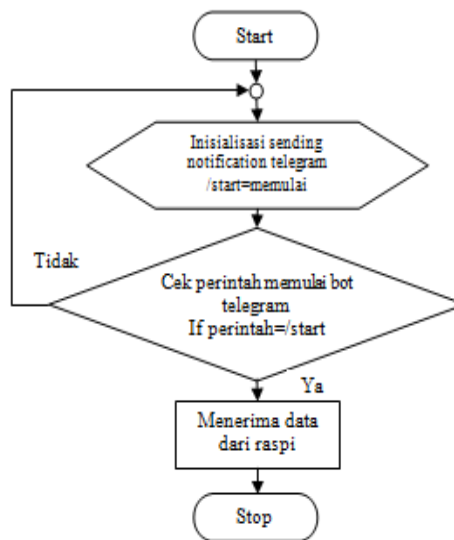 Start
Inisialisasi sending
notification telegram
/start=memulai
Tidak
Cek perintah memulai bot
telegram
If perintah=/start
Ya
Menerima data
dari raspi
Stop